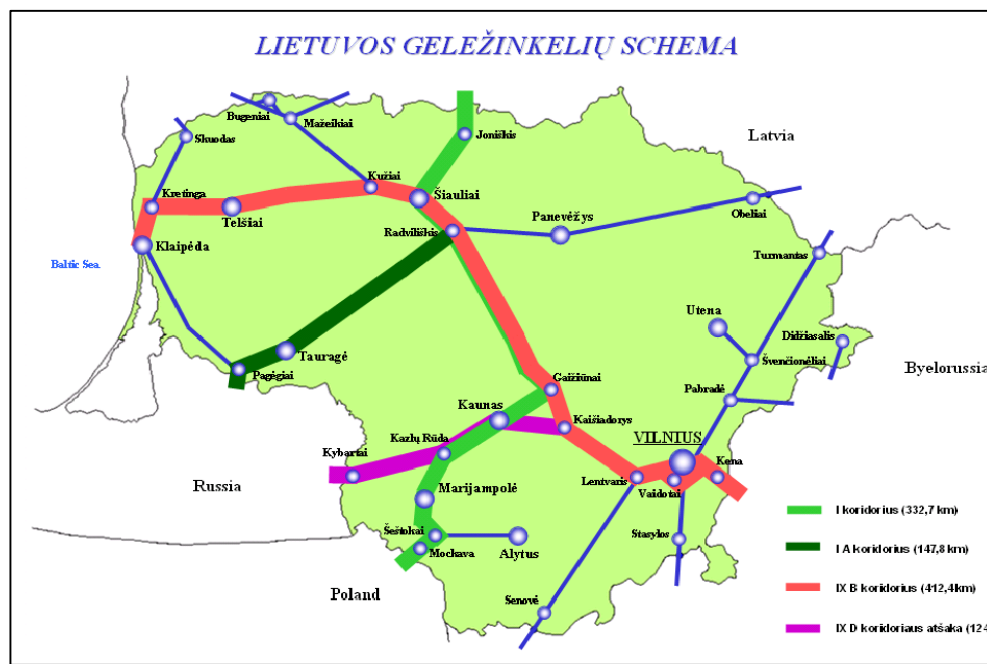 LIETUVOS GELEŽINKELIŲ SCHEMA
Bugeniai
Mažeikiai
Skuodas
Joniškis
Latvia
Kužiai
Kretinga
Šiauliai
Telšiai
Panevėžys
Obeliai
Radviliškis
Klaipėda
Turmantas
Baltic Sea
Utena
Didžiasalis
Tauragė
Švenčionėliai
Byelorussia
Pagėgiai
Gaižiūnai
Pabradė
Kaunas
Kaišiadorys
Kazlų Rūda
VILNIUS
Kybartai
Kena
Russia
Lentvaris
Vaidotai
Marijampolė
I koridorius (332,7 km)
Šeštokai
Stasylos
Mockava
Alytus
I A koridorius (147,8 km)
Poland
IX B koridorius (412,4km)
Senovė
IX D koridoriaus atšaka (124